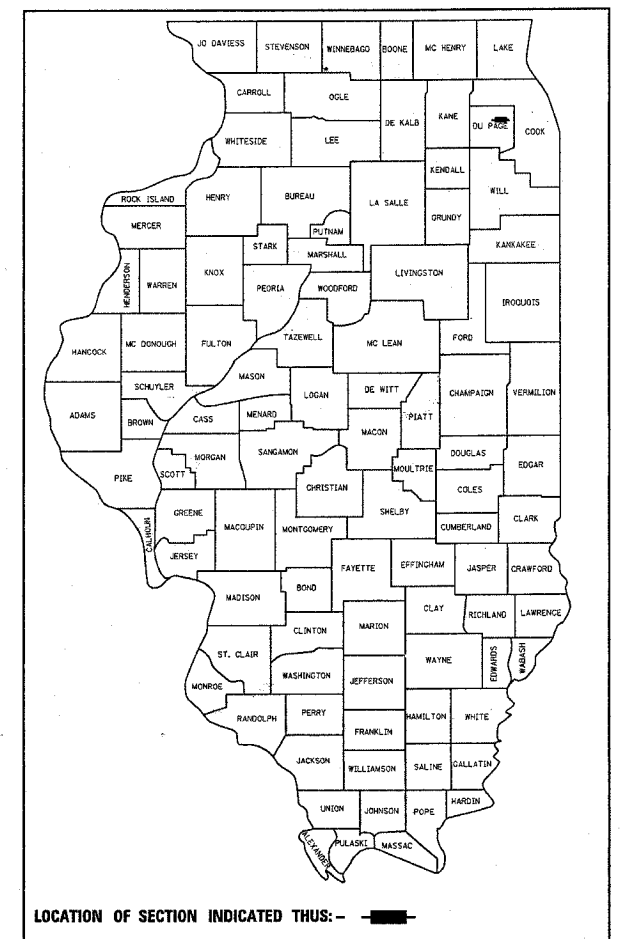 JO DAVIESS STEVENSON WINNEBAGO BOONE MC HENRY LAKE
CARROLL OGLE DE KALB KANE DU PAGE COOK
WHITESIDE LEE
KENDALL WILL
ROCK ISLAND HENRY BUREAU LA SALLE GRUNDY
MERCER PUTNAM
STARK MARSHALL KANKAKEE
HENDERSON WARREN KNOX PEORIA WOODFORD LIVINGSTON IROQUOIS
HANCOCK MC DONOUGH FULTON TAZEWELL MC LEAN FORD
MASON
SCHUYLER LOGAN DE WITT CHAMPAIGN VERMILION
ADAMS BROWN CASS MENARD PIATT
MACON
MORGAN SANGAMON DOUGLAS
PIKE SCOTT MOULTRIE EDGAR
CHRISTIAN COLES
GREENE SHELBY
CALHOUN MACOUPIN MONTGOMERY CUMBERLAND CLARK
JERSEY
FAYETTE EFFINGHAM JASPER CRAWFORD
MADISON BOND
CLAY RICHLAND LAWRENCE
CLINTON MARION
ST. CLAIR WAYNE EDWARDS WABASH
WASHINGTON JEFFERSON
MONROE
RANDOLPH PERRY HAMILTON WHITE
FRANKLIN
JACKSON WILLIAMSON SALINE GALLATIN
UNION JOHNSON POPE HARDIN
ALEXANDER PULASKI MASSAC
LOCATION OF SECTION INDICATED THUS:-